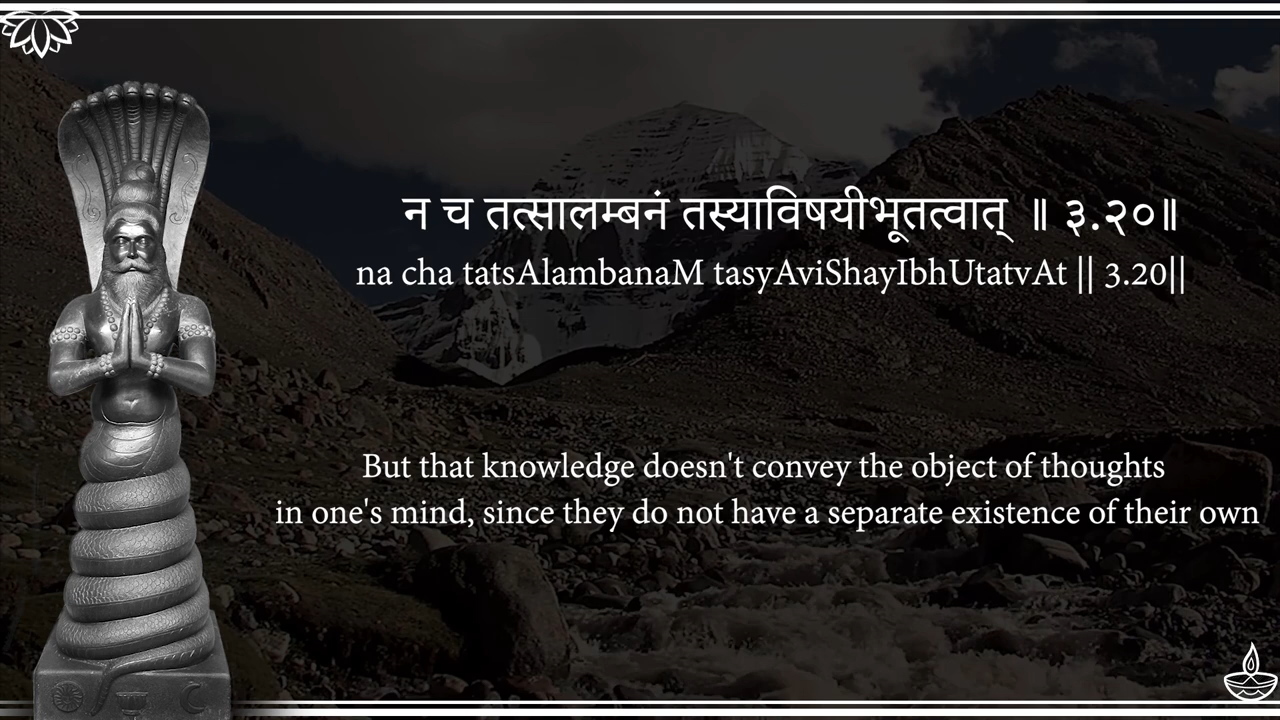 न च तत्सालम्बनं तस्याविषयीभूतत्वात् ॥ ३.२०॥
na cha tatsAlambanaM tasyAviShayIbhUtatvAt || 3.20||
But that knowledge doesn't convey the object of thoughts
in one's mind, since they do not have a separate existence of their own